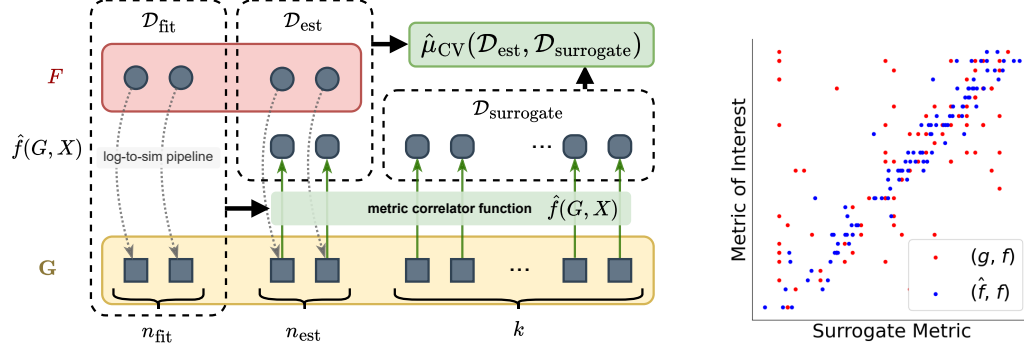 𝒟_fit
𝒟_est
μ̂_CV(𝒟_est, 𝒟_surrogate)
F
𝒟_surrogate
f̂(G, X)
...
log-to-sim pipeline
metric correlator function f̂(G, X)
G
...
n_fit
n_est
k
Metric of Interest
(g, f)
(f̂, f)
Surrogate Metric